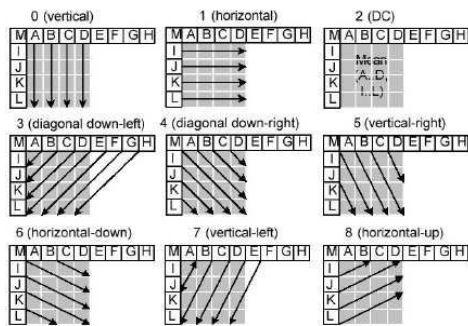 0 (vertical)
M A B C D E F G H
I
J
K
L
1 (horizontal)
M A B C D E F G H
I
J
K
L
2 (DC)
M A B C D E F G H
I
J
K
L
Mean
(A..D,
I..L)
3 (diagonal down-left)
M A B C D E F G H
I
J
K
L
4 (diagonal down-right)
M A B C D E F G H
I
J
K
L
5 (vertical-right)
M A B C D E F G H
I
J
K
L
6 (horizontal-down)
M A B C D E F G H
I
J
K
L
7 (vertical-left)
M A B C D E F G H
I
J
K
L
8 (horizontal-up)
M A B C D E F G H
I
J
K
L